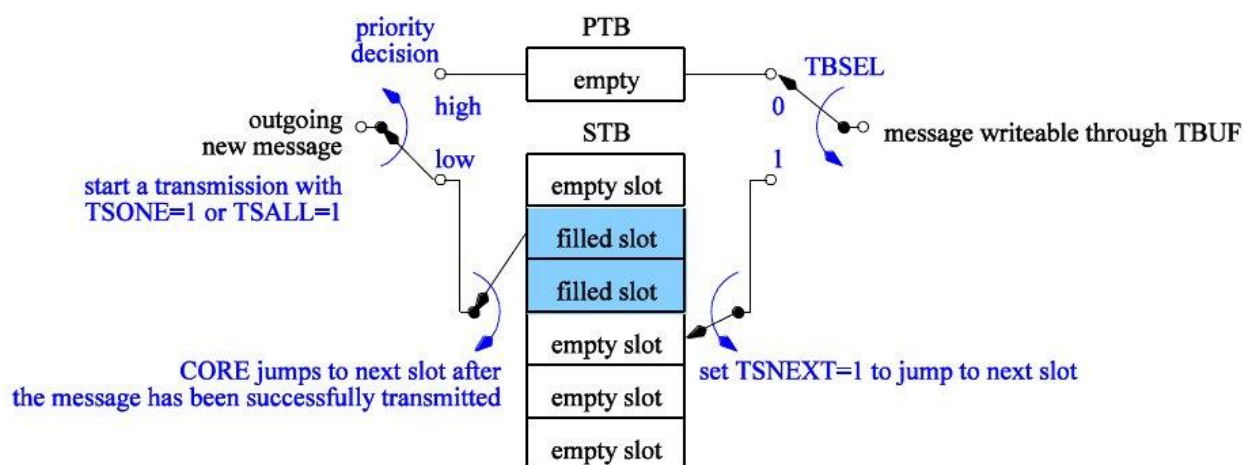 PTB
priority
decision
empty
TBSEL
high
0
outgoing
new message
message writeable through TBUF
STB
low
1
start a transmission with
TSONE=1 or TSALL=1
empty slot
filled slot
filled slot
empty slot
CORE jumps to next slot after
the message has been successfully transmitted
set TSNEXT=1 to jump to next slot
empty slot
empty slot